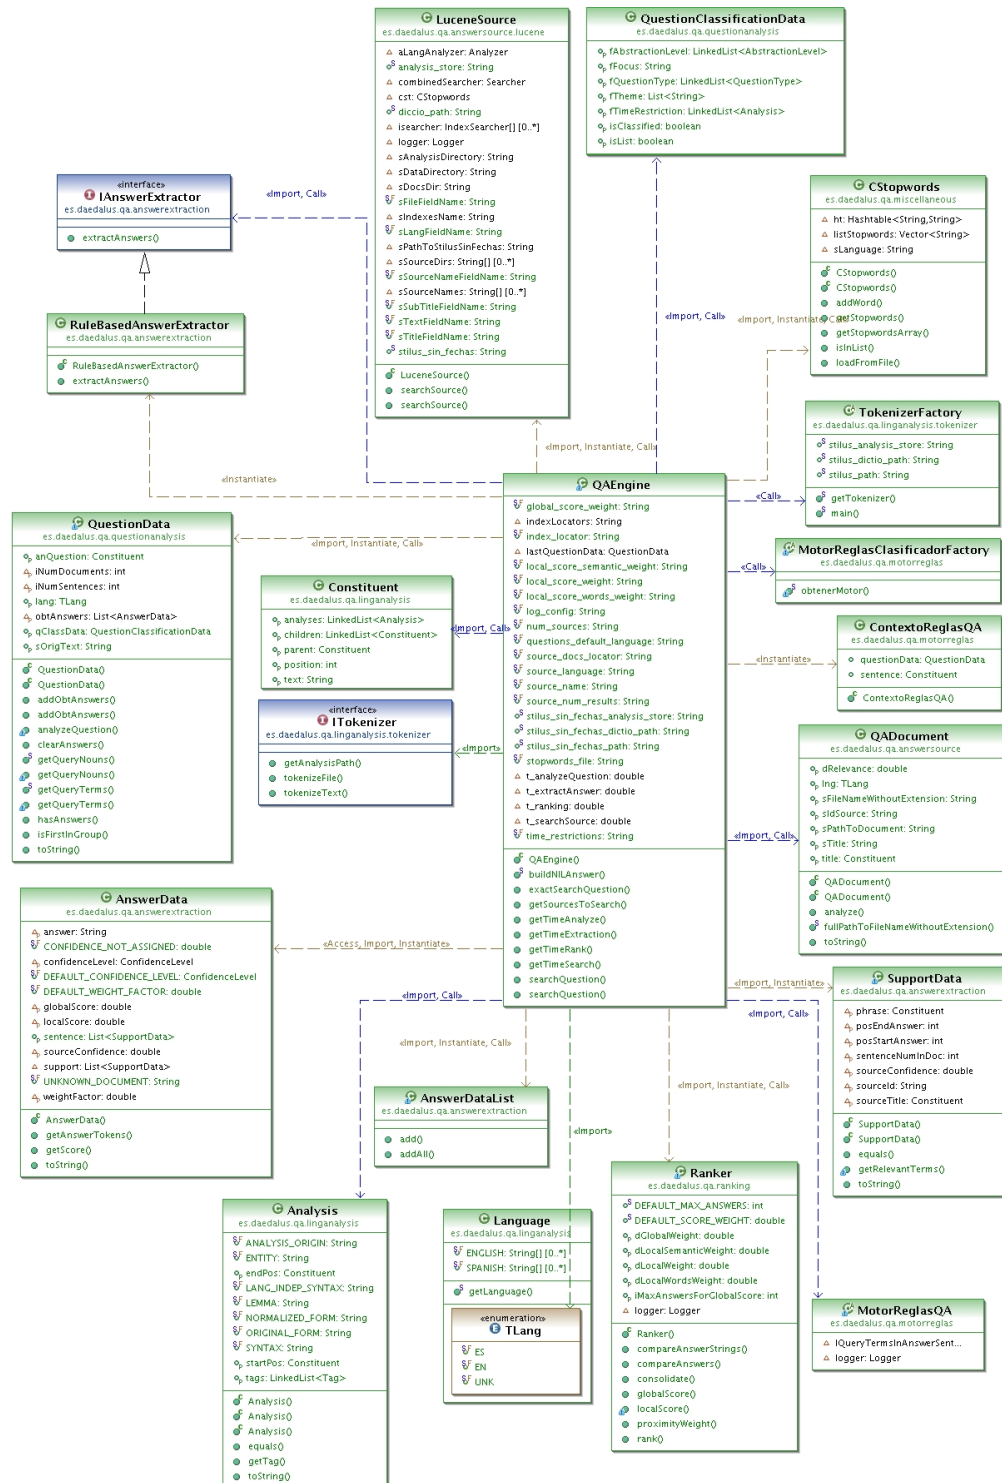 LuceneSource
es.daedalus.qa.answersource.lucene
aLangAnalyzer: Analyzer
analysis_store: String
combinedSearcher: Searcher
cst: CStopwords
diccio_path: String
isearcher: IndexSearcher[] [0..*]
logger: Logger
sAnalysisDirectory: String
sDataDirectory: String
sDocsDir: String
sFileFieldName: String
sIndexesName: String
sLangFieldName: String
sPathToStilusSinFechas: String
sSourceDirs: String[] [0..*]
sSourceNameFieldName: String
sSourceNames: String[] [0..*]
sSubTitleFieldName: String
sTextFieldName: String
sTitleFieldName: String
stilus_sin_fechas: String
LuceneSource()
searchSource()
searchSource()
QuestionClassificationData
es.daedalus.qa.questionanalysis
fAbstractionLevel: LinkedList<AbstractionLevel>
fFocus: String
fQuestionType: LinkedList<QuestionType>
fTheme: List<String>
fTimeRestriction: LinkedList<Analysis>
isClassified: boolean
isList: boolean
«interface»
IAnswerExtractor
es.daedalus.qa.answerextraction
extractAnswers()
«Import, Call»
CStopwords
es.daedalus.qa.miscellaneous
ht: Hashtable<String,String>
listStopwords: Vector<String>
sLanguage: String
CStopwords()
CStopwords()
addWord()
getStopwords()
getStopwordsArray()
isInList()
loadFromFile()
RuleBasedAnswerExtractor
es.daedalus.qa.answerextraction
RuleBasedAnswerExtractor()
extractAnswers()
«Import, Call»
«Import, Instantiate, Call»
«Import, Instantiate, Call»
«Instantiate»
TokenizerFactory
es.daedalus.qa.linganalysis.tokenizer
stilus_analysis_store: String
stilus_dictio_path: String
stilus_path: String
getTokenizer()
main()
«Call»
QAEngine
global_score_weight: String
indexLocators: String
index_locator: String
lastQuestionData: QuestionData
local_score_semantic_weight: String
local_score_weight: String
local_score_words_weight: String
log_config: String
num_sources: String
questions_default_language: String
source_docs_locator: String
source_language: String
source_name: String
source_num_results: String
stilus_sin_fechas_analysis_store: String
stilus_sin_fechas_dictio_path: String
stilus_sin_fechas_path: String
stopwords_file: String
t_analyzeQuestion: double
t_extractAnswer: double
t_ranking: double
t_searchSource: double
time_restrictions: String
QAEngine()
buildNILAnswer()
exactSearchQuestion()
getSourcesToSearch()
getTimeAnalyze()
getTimeExtraction()
getTimeRank()
getTimeSearch()
searchQuestion()
searchQuestion()
QuestionData
es.daedalus.qa.questionanalysis
anQuestion: Constituent
iNumDocuments: int
iNumSentences: int
lang: TLang
obtAnswers: List<AnswerData>
qClassData: QuestionClassificationData
sOrigText: String
QuestionData()
QuestionData()
addObtAnswers()
addObtAnswers()
analyzeQuestion()
clearAnswers()
getQueryNouns()
getQueryNouns()
getQueryTerms()
getQueryTerms()
hasAnswers()
isFirstInGroup()
toString()
«Import, Instantiate, Call»
Constituent
es.daedalus.qa.linganalysis
analyses: LinkedList<Analysis>
children: LinkedList<Constituent>
parent: Constituent
position: int
text: String
«Import, Call»
MotorReglasClasificadorFactory
es.daedalus.qa.motorreglas
obtenerMotor()
«Call»
ContextoReglasQA
es.daedalus.qa.motorreglas
questionData: QuestionData
sentence: Constituent
ContextoReglasQA()
«Instantiate»
«interface»
ITokenizer
es.daedalus.qa.linganalysis.tokenizer
getAnalysisPath()
tokenizeFile()
tokenizeText()
«Import»
QADocument
es.daedalus.qa.answersource
dRelevance: double
lng: TLang
sFileNameWithoutExtension: String
sIdSource: String
sPathToDocument: String
sTitle: String
title: Constituent
QADocument()
QADocument()
analyze()
fullPathToFileNameWithoutExtension()
toString()
«Import, Call»
AnswerData
es.daedalus.qa.answerextraction
answer: String
CONFIDENCE_NOT_ASSIGNED: double
confidenceLevel: ConfidenceLevel
DEFAULT_CONFIDENCE_LEVEL: ConfidenceLevel
DEFAULT_WEIGHT_FACTOR: double
globalScore: double
localScore: double
sentence: List<SupportData>
sourceConfidence: double
support: List<SupportData>
UNKNOWN_DOCUMENT: String
weightFactor: double
AnswerData()
getAnswerTokens()
getScore()
toString()
«Access, Import, Instantiate»
«Import, Call»
«Import, Instantiate»
«Import, Call»
SupportData
es.daedalus.qa.answerextraction
phrase: Constituent
posEndAnswer: int
posStartAnswer: int
sentenceNumInDoc: int
sourceConfidence: double
sourceId: String
sourceTitle: Constituent
SupportData()
SupportData()
equals()
getRelevantTerms()
toString()
«Import, Instantiate, Call»
«Import, Instantiate, Call»
«Import»
AnswerDataList
es.daedalus.qa.answerextraction
add()
addAll()
Ranker
es.daedalus.qa.ranking
DEFAULT_MAX_ANSWERS: int
DEFAULT_SCORE_WEIGHT: double
dGlobalWeight: double
dLocalSemanticWeight: double
dLocalWeight: double
dLocalWordsWeight: double
iMaxAnswersForGlobalScore: int
logger: Logger
Ranker()
compareAnswerStrings()
compareAnswers()
consolidate()
globalScore()
localScore()
proximityWeight()
rank()
Analysis
es.daedalus.qa.linganalysis
ANALYSIS_ORIGIN: String
ENTITY: String
endPos: Constituent
LANG_INDEP_SYNTAX: String
LEMMA: String
NORMALIZED_FORM: String
ORIGINAL_FORM: String
SYNTAX: String
startPos: Constituent
tags: LinkedList<Tag>
Analysis()
Analysis()
Analysis()
equals()
getTag()
toString()
Language
es.daedalus.qa.linganalysis
ENGLISH: String[] [0..*]
SPANISH: String[] [0..*]
getLanguage()
«enumeration»
TLang
ES
EN
UNK
MotorReglasQA
es.daedalus.qa.motorreglas
lQueryTermsInAnswerSent...
logger: Logger